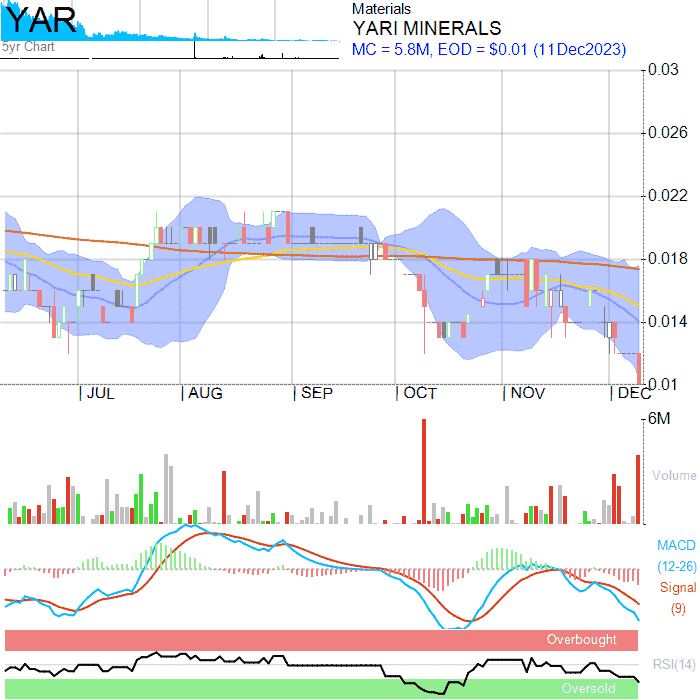 YAR
5yr Chart
Materials
YARI MINERALS
MC = 5.8M, EOD = $0.01 (11Dec2023)
0.03
0.026
0.022
0.018
0.014
0.01
JUL AUG SEP OCT NOV DEC
6M
Volume
MACD
(12-26)
Signal
(9)
Overbought
RSI(14)
Oversold